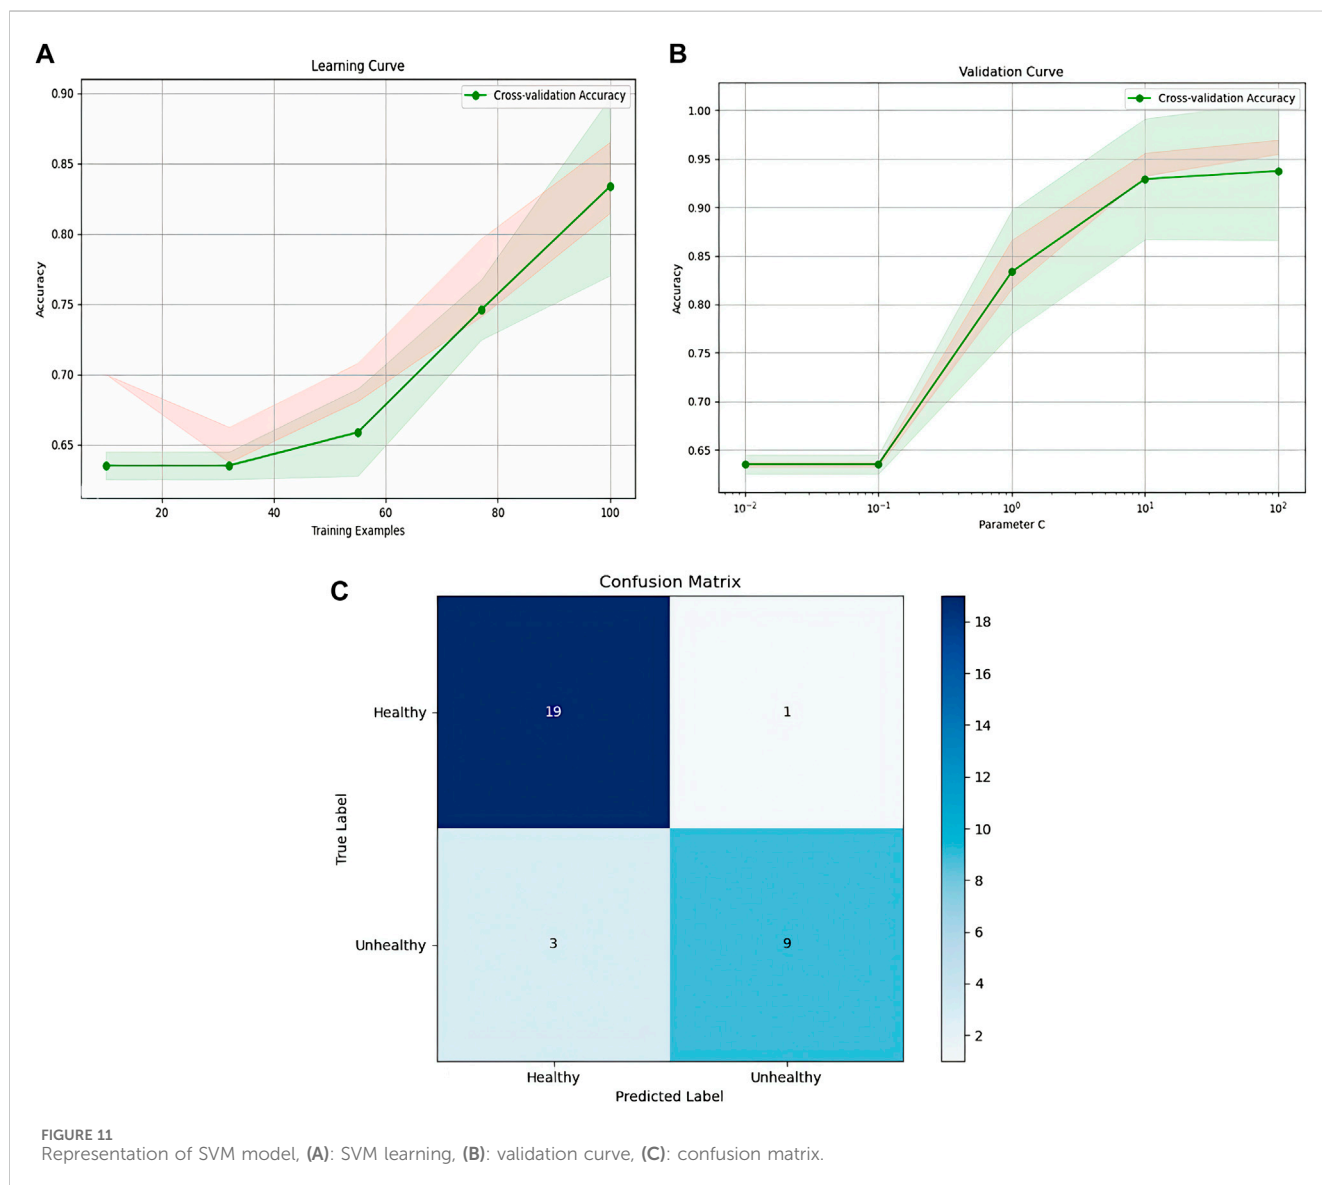 A
Learning Curve
Cross-validation Accuracy
0.90
0.85
0.80
0.75
0.70
0.65
Accuracy
20 40 60 80 100
Training Examples
B
Validation Curve
Cross-validation Accuracy
1.00
0.95
0.90
0.85
0.80
0.75
0.70
0.65
Accuracy
10⁻² 10⁻¹ 10⁰ 10¹ 10²
Parameter C
C
Confusion Matrix
True Label
Healthy
19 1
Unhealthy
3 9
Healthy Unhealthy
Predicted Label
18
16
14
12
10
8
6
4
2
FIGURE 11
Representation of SVM model, (A): SVM learning, (B): validation curve, (C): confusion matrix.